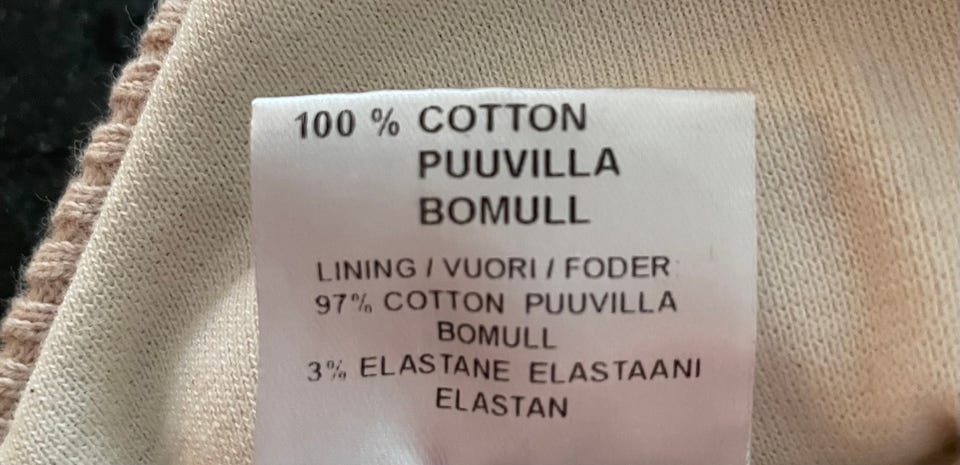 100 % COTTON
PUUVILLA
BOMULL
LINING / VUORI / FODER
97% COTTON PUUVILLA
BOMULL
3% ELASTANE ELASTAANI
ELASTAN